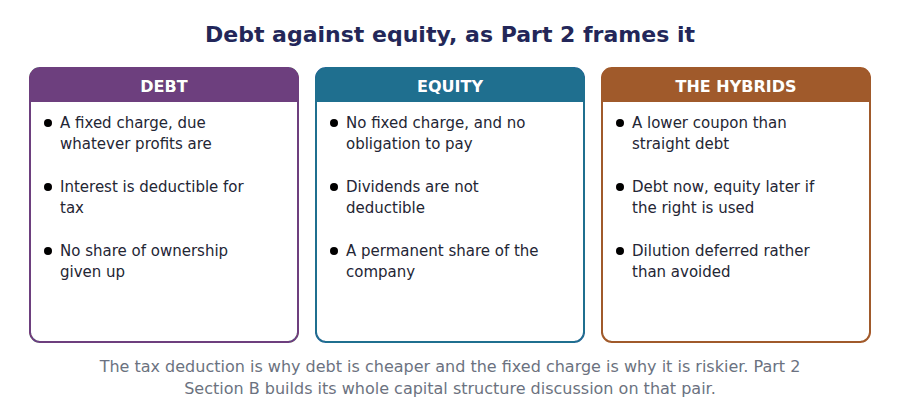 Debt against equity, as Part 2 frames it
DEBT
A fixed charge, due
whatever profits are
Interest is deductible for
tax
No share of ownership
given up
EQUITY
No fixed charge, and no
obligation to pay
Dividends are not
deductible
A permanent share of the
company
THE HYBRIDS
A lower coupon than
straight debt
Debt now, equity later if
the right is used
Dilution deferred rather
than avoided
The tax deduction is why debt is cheaper and the fixed charge is why it is riskier. Part 2
Section B builds its whole capital structure discussion on that pair.